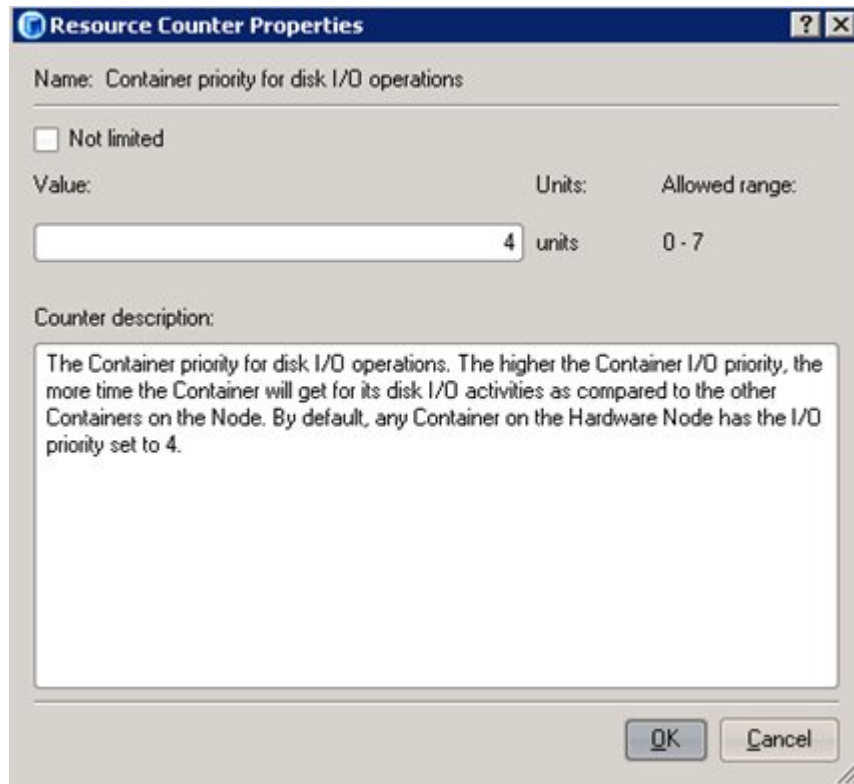 Resource Counter Properties
Name: Container priority for disk I/O operations
Not limited
Value: Units: Allowed range:
4 units 0 - 7
Counter description:
The Container priority for disk I/O operations. The higher the Container I/O priority, the
more time the Container will get for its disk I/O activities as compared to the other
Containers on the Node. By default, any Container on the Hardware Node has the I/O
priority set to 4.
OK Cancel